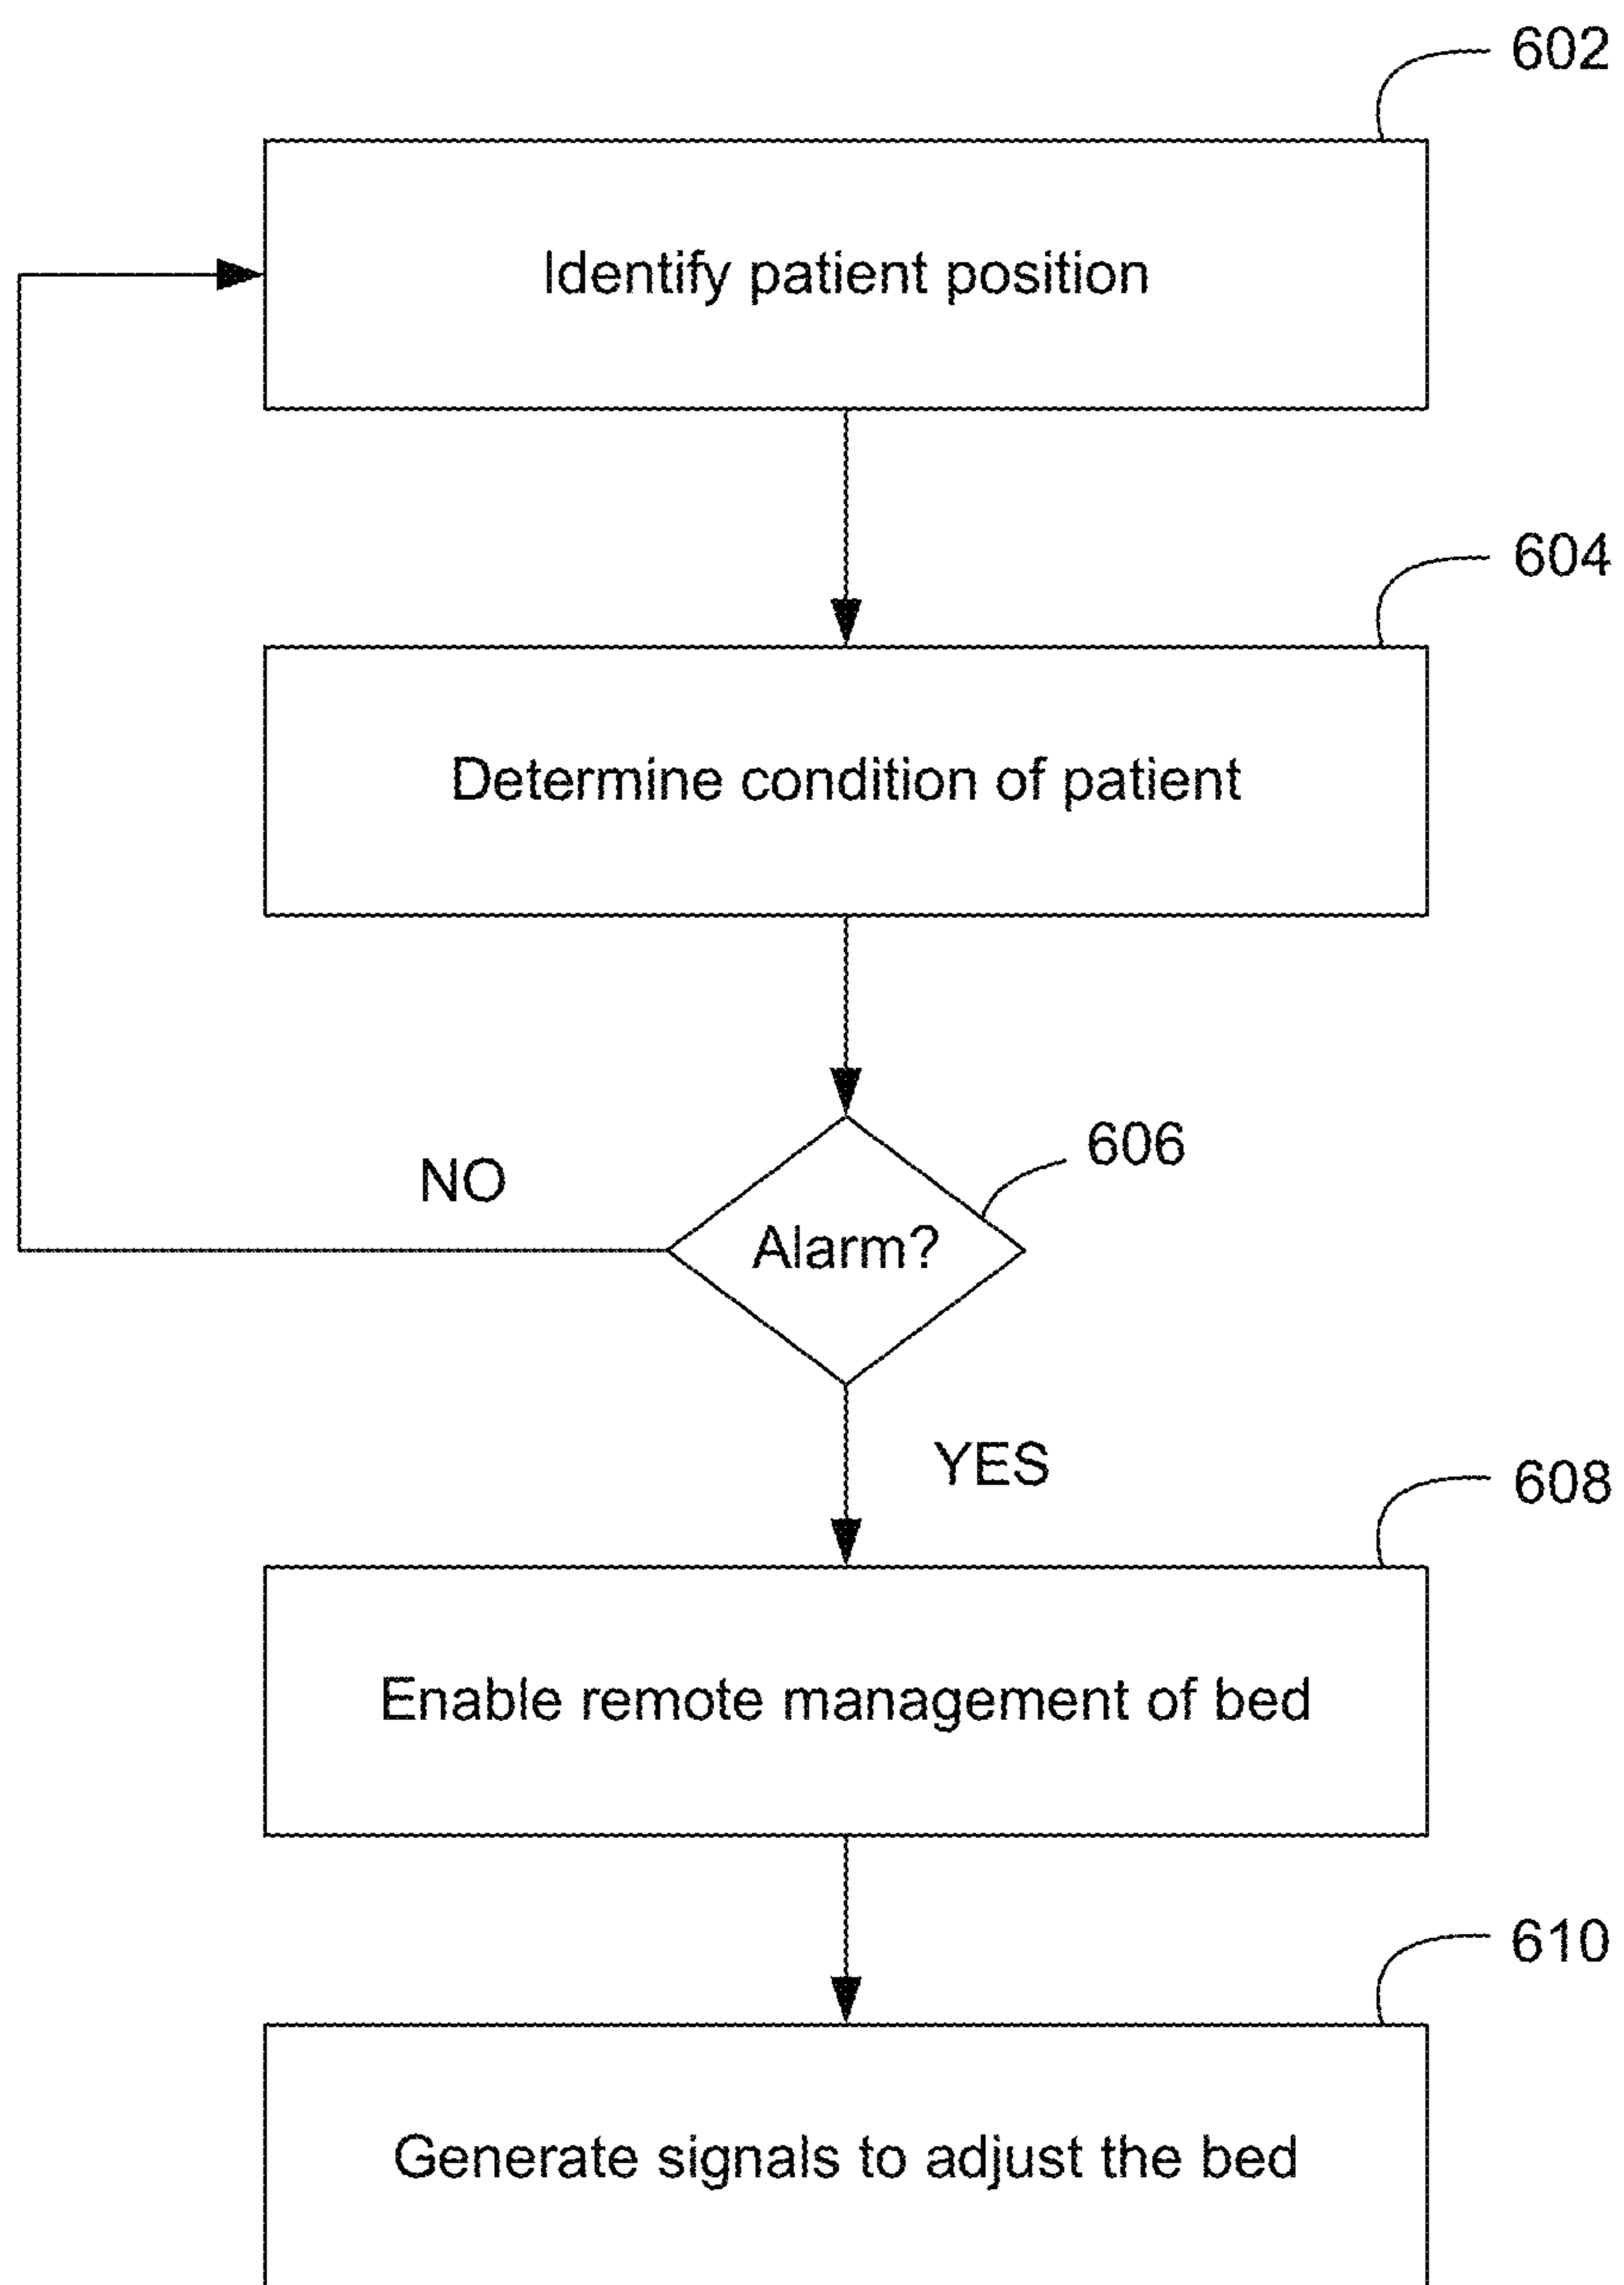 602
Identify patient position
604
Determine condition of patient
606
NO
Alarm?
YES
608
Enable remote management of bed
610
Generate signals to adjust the bed